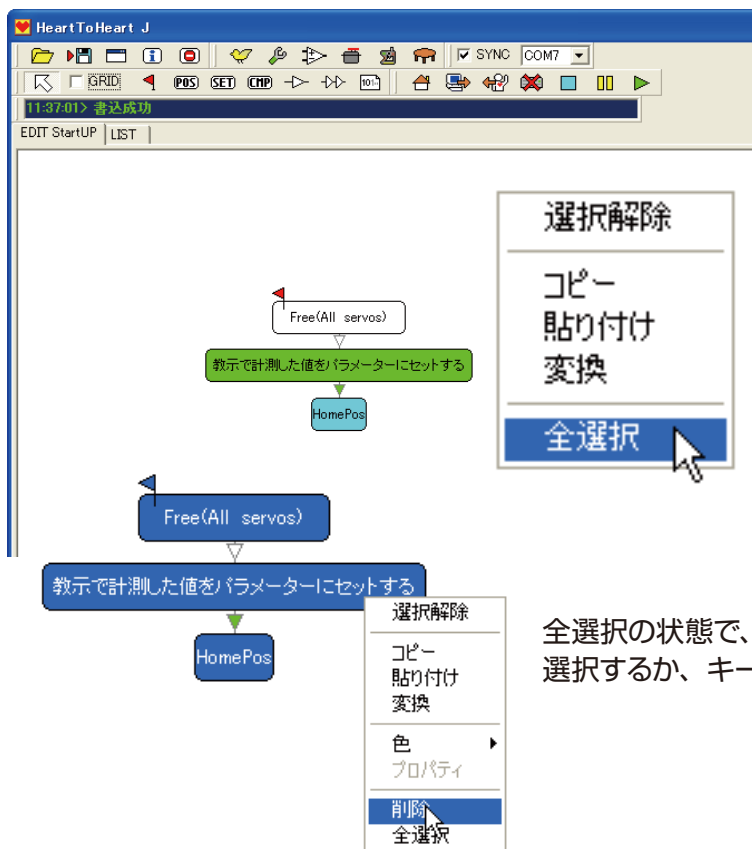 HeartToHeart J
SYNC COM7
GRID POS SET CMP 101
11:37:01> 書込成功
EDIT StartUP LIST
選択解除
コピー
貼り付け
変換
全選択
Free(All servos)
教示で計測した値をパラメーターにセットする
HomePos
Free(All servos)
教示で計測した値をパラメーターにセットする
HomePos
選択解除
コピー
貼り付け
変換
色
プロパティ
削除
全選択
全選択の状態で、
選択するか、キー